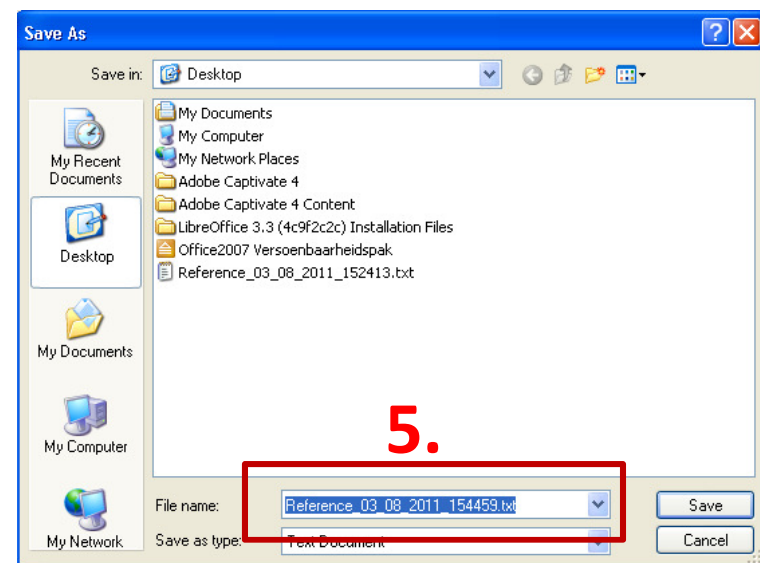 Save As
Save in: Desktop
My Recent Documents
Desktop
My Documents
My Computer
My Network
My Documents
My Computer
My Network Places
Adobe Captivate 4
Adobe Captivate 4 Content
LibreOffice 3.3 (4c9f2c2c) Installation Files
Office2007 Versoenbaarheidspak
Reference_03_08_2011_152413.txt
5.
File name: Reference_03_08_2011_154459.txt Save
Save as type: Text Document Cancel